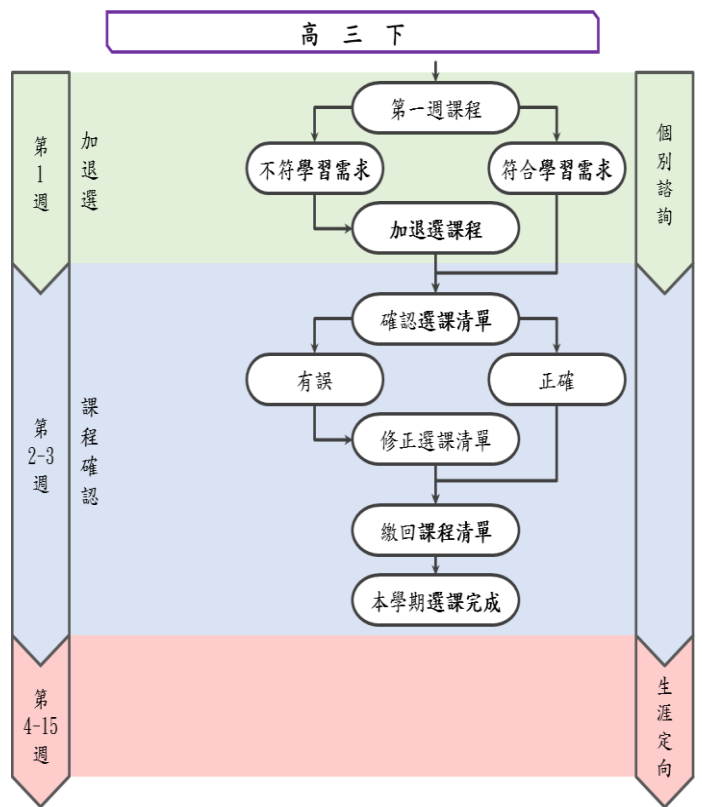 高三下
第1週
加退選
第一週課程
不符學習需求
符合學習需求
加退選課程
個別諮詢
第2-3週
課程確認
確認選課清單
有誤
正確
修正選課清單
繳回課程清單
本學期選課完成
第4-15週
生涯定向